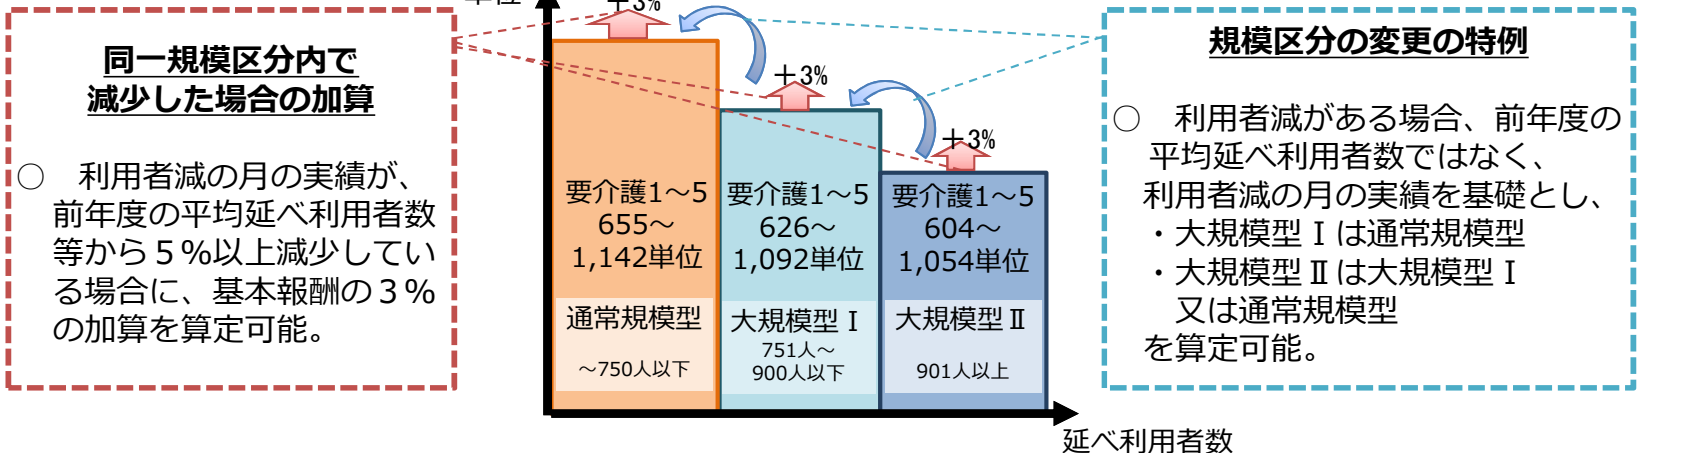 同一規模区分内で
減少した場合の加算
○　利用者減の月の実績が、
前年度の平均延べ利用者数
等から５%以上減少してい
る場合に、基本報酬の３%
の加算を算定可能。
単位
＋3%
＋3%
＋3%
要介護1～5
655～
1,142単位
通常規模型
～750人以下
要介護1～5
626～
1,092単位
大規模型Ⅰ
751人～
900人以下
要介護1～5
604～
1,054単位
大規模型Ⅱ
901人以上
延べ利用者数
規模区分の変更の特例
○　利用者減がある場合、前年度の
平均延べ利用者数ではなく、
利用者減の月の実績を基礎とし、
・大規模型Ⅰは通常規模型
・大規模型Ⅱは大規模型Ⅰ
又は通常規模型
を算定可能。